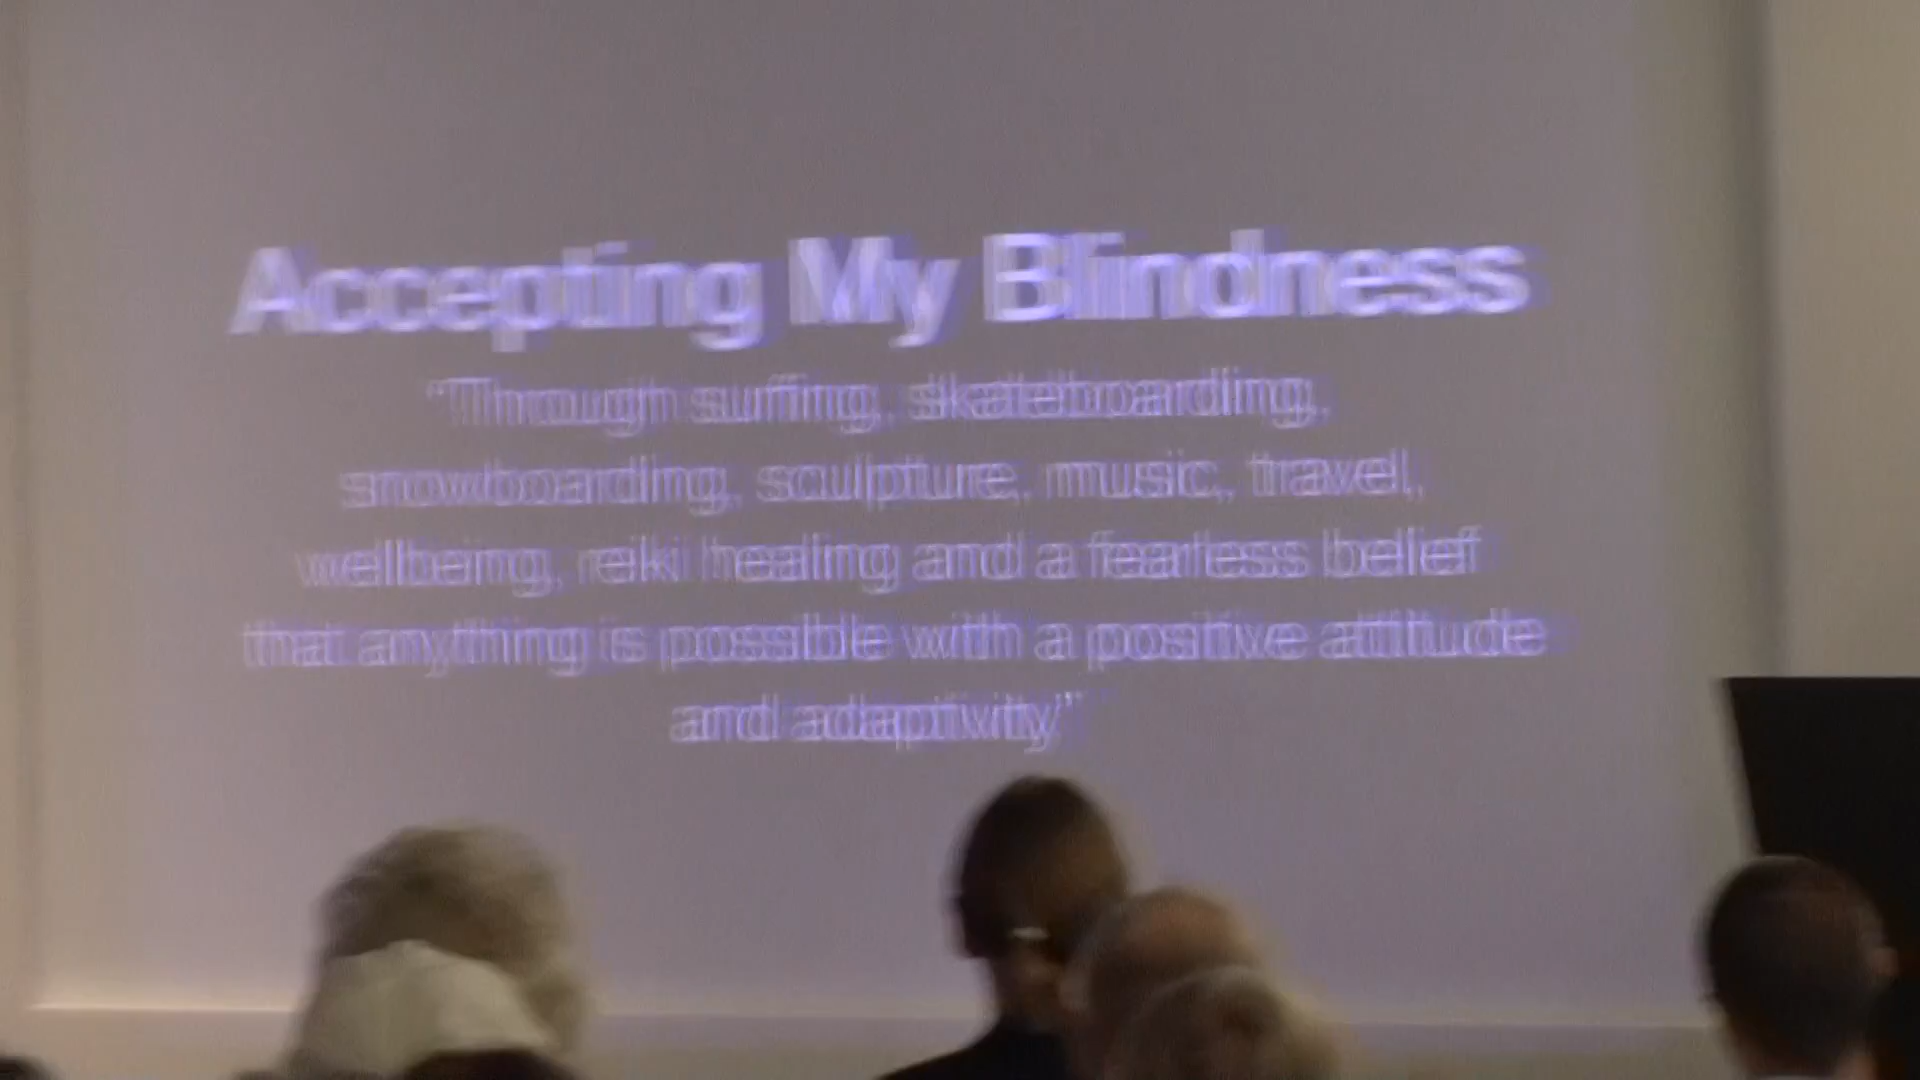 Accepting My Blindness
“Through surfing, skateboarding,
snowboarding, sculpture, music, travel,
wellbeing, reiki healing and a fearless belief
that anything is possible with a positive attitude
and adaptivity”